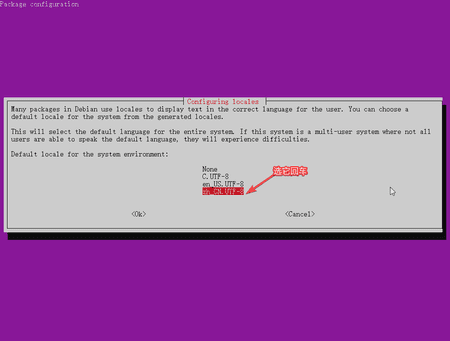 Package configuration
Configuring locales
Many packages in Debian use locales to display text in the correct language for the user. You can choose a
default locale for the system from the generated locales.
This will select the default language for the entire system. If this system is a multi-user system where not all
users are able to speak the default language, they will experience difficulties.
Default locale for the system environment:
None
C.UTF-8
en_US.UTF-8
zh_CN.UTF-8
选它回车
<Ok>
<Cancel>